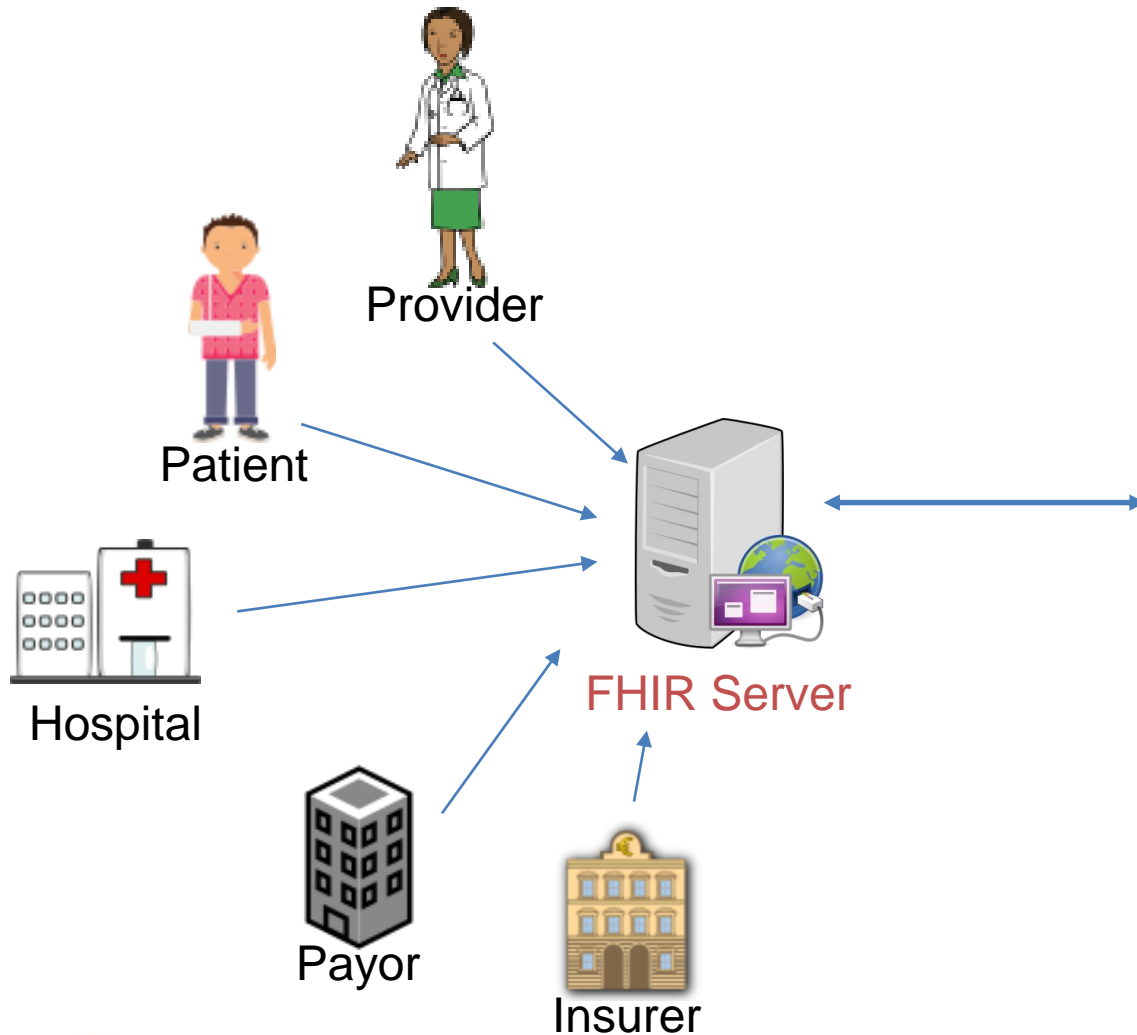 Provider
Patient
FHIR Server
Hospital
Payor
Insurer